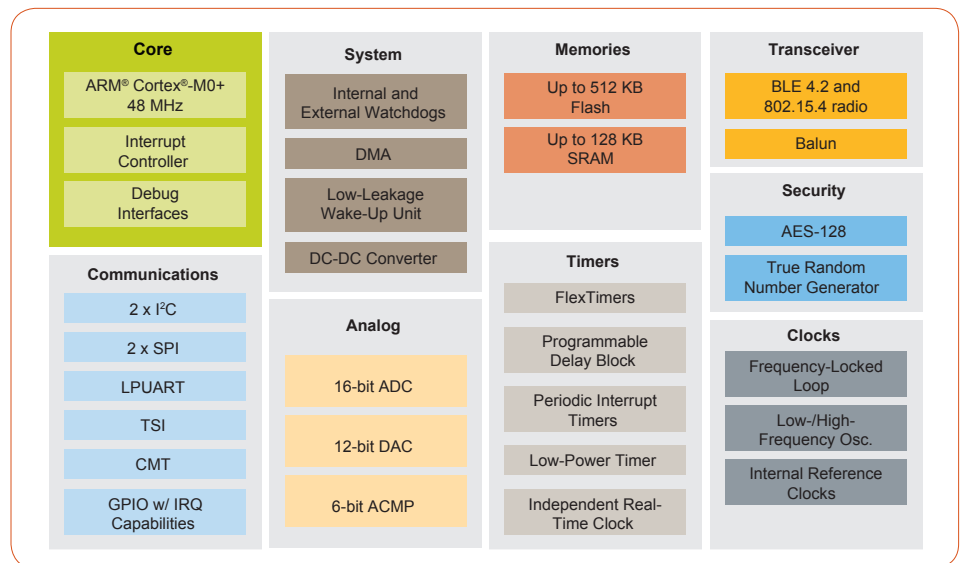 Core
ARM® Cortex®-M0+
48 MHz
Interrupt
Controller
Debug
Interfaces
System
Internal and
External Watchdogs
DMA
Low-Leakage
Wake-Up Unit
DC-DC Converter
Memories
Up to 512 KB
Flash
Up to 128 KB
SRAM
Transceiver
BLE 4.2 and
802.15.4 radio
Balun
Security
AES-128
True Random
Number Generator
Communications
2 x I²C
2 x SPI
LPUART
TSI
CMT
GPIO w/ IRQ
Capabilities
Analog
16-bit ADC
12-bit DAC
6-bit ACMP
Timers
FlexTimers
Programmable
Delay Block
Periodic Interrupt
Timers
Low-Power Timer
Independent Real-
Time Clock
Clocks
Frequency-Locked
Loop
Low-/High-
Frequency Osc.
Internal Reference
Clocks